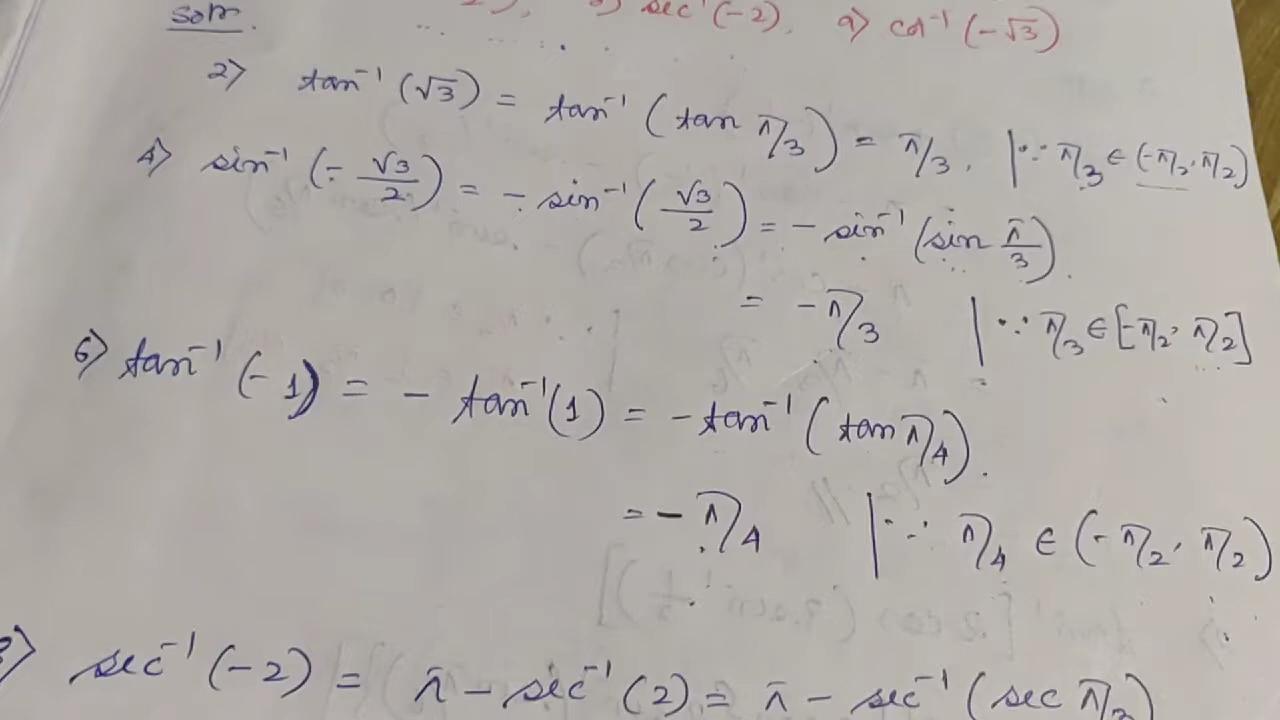 Soln. 2), 8) sec⁻¹(-2), 9) cot⁻¹(-√3)
2) tan⁻¹(√3) = tan⁻¹(tan π/3) = π/3. | ∵ π/3 ∈ (-π/2, π/2)
4) sin⁻¹(-√3/2) = - sin⁻¹(√3/2) = - sin⁻¹(sin π/3).
= -π/3 | ∵ π/3 ∈ [-π/2, π/2]
6) tan⁻¹(-1) = - tan⁻¹(1) = - tan⁻¹(tan π/4).
= - π/4 | ∵ π/4 ∈ (-π/2, π/2)
sec⁻¹(-2) = π - sec⁻¹(2) = π - sec⁻¹(sec π/3)